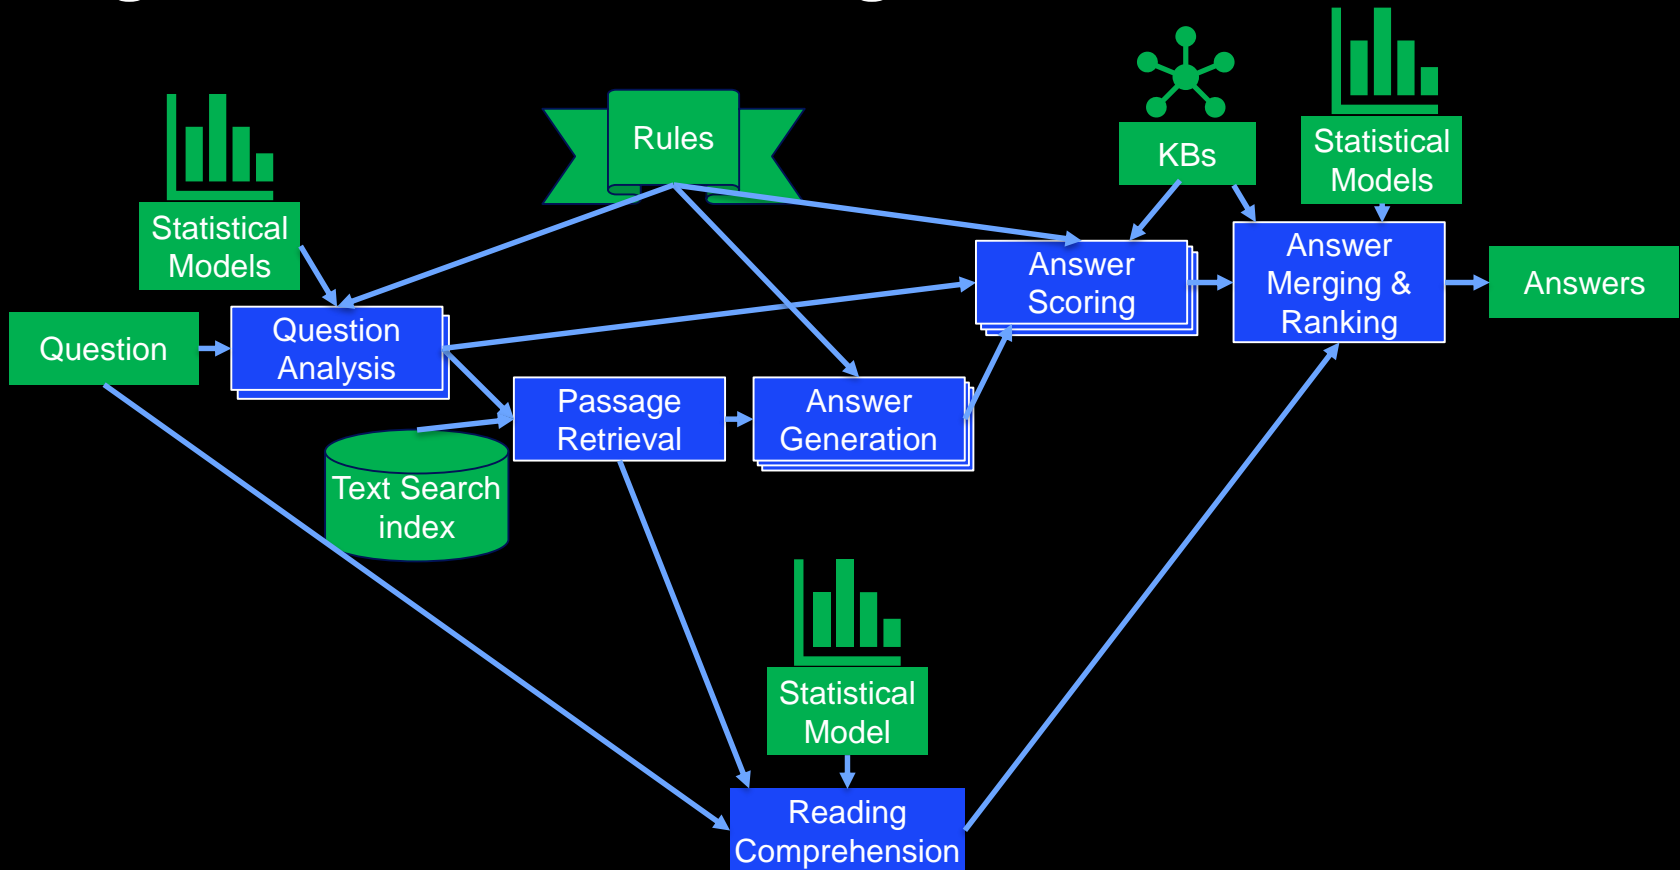 Rules
KBs
Statistical
Models
Statistical
Models
Question
Question
Analysis
Answer
Scoring
Answer
Merging &
Ranking
Answers
Passage
Retrieval
Answer
Generation
Text Search
index
Statistical
Model
Reading
Comprehension